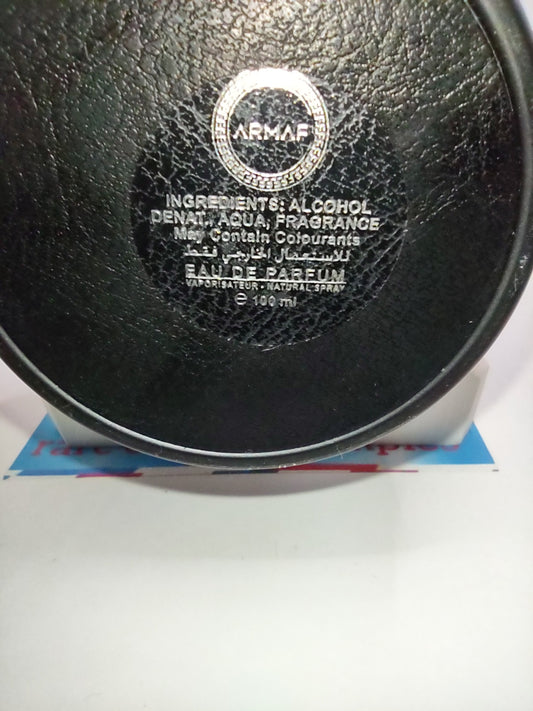 ARMAF
INGREDIENTS: ALCOHOL
DENAT., AQUA, FRAGRANCE
May Contain Colourants
للاستعمال الخارجي فقط
EAU DE PARFUM
VAPORISATEUR - NATURAL SPRAY
℮ 100 ml
rare